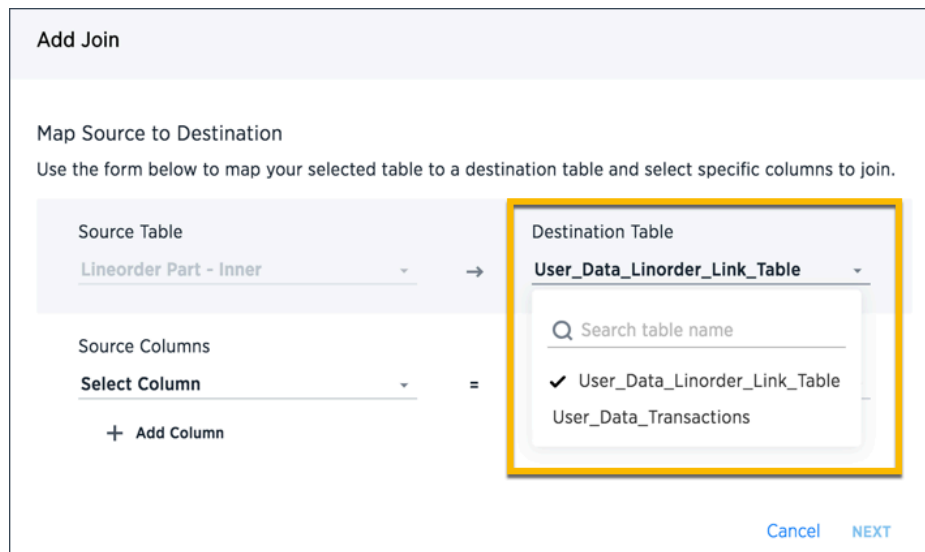 Add Join
Map Source to Destination
Use the form below to map your selected table to a destination table and select specific columns to join.
Source Table
Destination Table
Lineorder Part - Inner
→
User_Data_Linorder_Link_Table
Search table name
Source Columns
Select Column
=
✓ User_Data_Linorder_Link_Table
User_Data_Transactions
+ Add Column
Cancel
NEXT